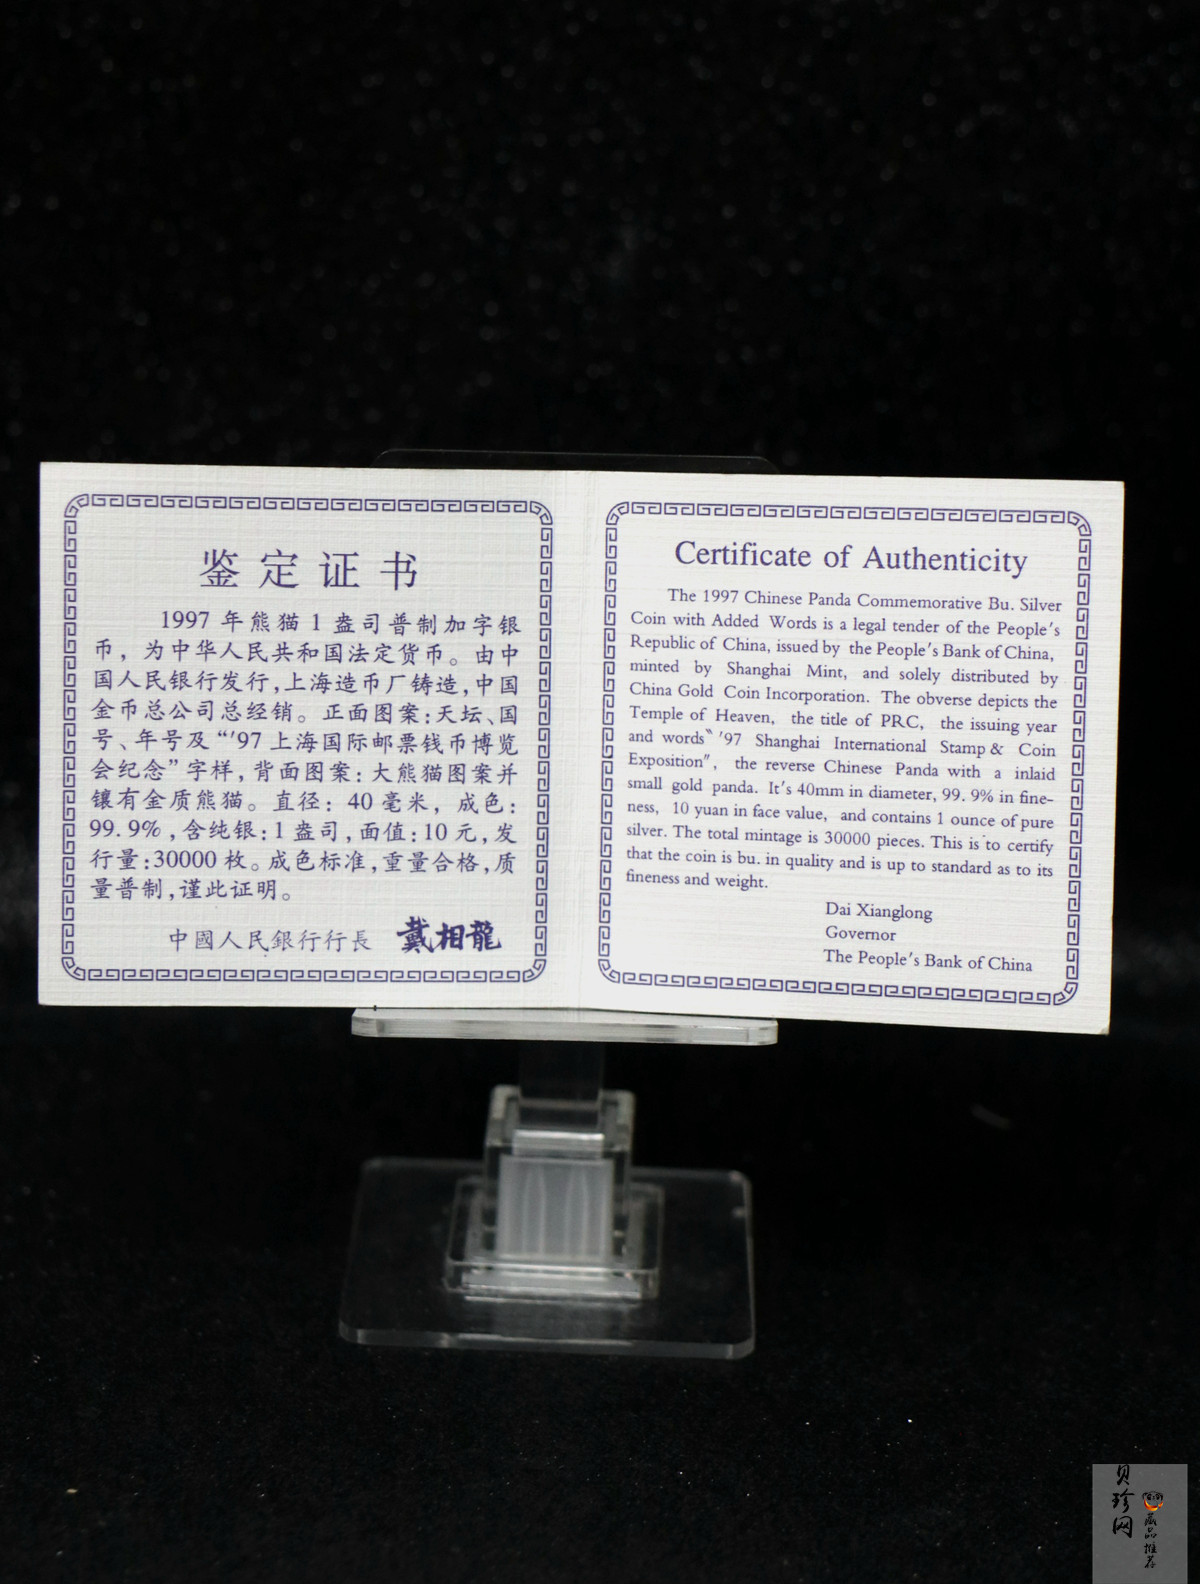 鉴定证书
1997 年熊猫 1 盎司普制加字银
币，为中华人民共和国法定货币。由中
国人民银行发行，上海造币厂铸造，中国
金币总公司总经销。正面图案：天坛、国
号、年号及“'97 上海国际邮票钱币博览
会纪念”字样，背面图案：大熊猫图案并
镶有金质熊猫。直径：40 毫米，成色：
99.9%，含纯银：1 盎司，面值：10 元，发
行量：30000 枚。成色标准，重量合格，质
量普制，谨此证明。
中國人民銀行行長 戴相龍
Certificate of Authenticity
The 1997 Chinese Panda Commemorative Bu. Silver
Coin with Added Words is a legal tender of the People's
Republic of China, issued by the People's Bank of China,
minted by Shanghai Mint, and solely distributed by
China Gold Coin Incorporation. The obverse depicts the
Temple of Heaven, the title of PRC, the issuing year
and words〝'97 Shanghai International Stamp & Coin
Exposition″, the reverse Chinese Panda with a inlaid
small gold panda. It's 40mm in diameter, 99.9% in fine-
ness, 10 yuan in face value, and contains 1 ounce of pure
silver. The total mintage is 30000 pieces. This is to certify
that the coin is bu. in quality and is up to standard as to its
fineness and weight.
Dai Xianglong
Governor
The People's Bank of China
贝珍网
藏品推荐